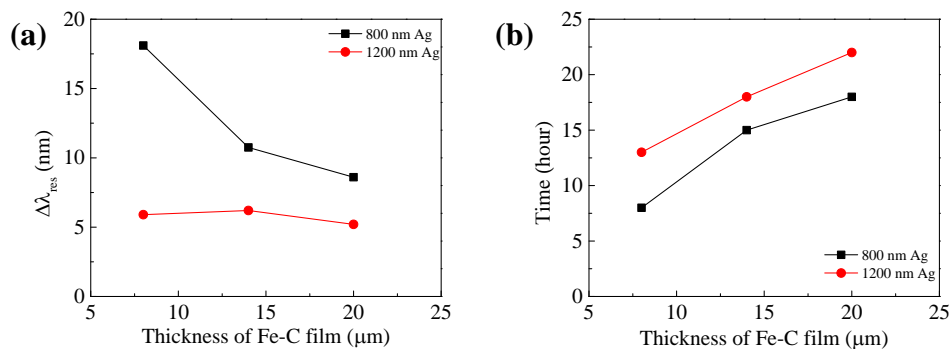 (a)
20
15
10
5
0
Δλres (nm)
800 nm Ag
1200 nm Ag
5 10 15 20 25
Thickness of Fe-C film (μm)
(b)
25
20
15
10
5
0
Time (hour)
800 nm Ag
1200 nm Ag
5 10 15 20 25
Thickness of Fe-C film (μm)